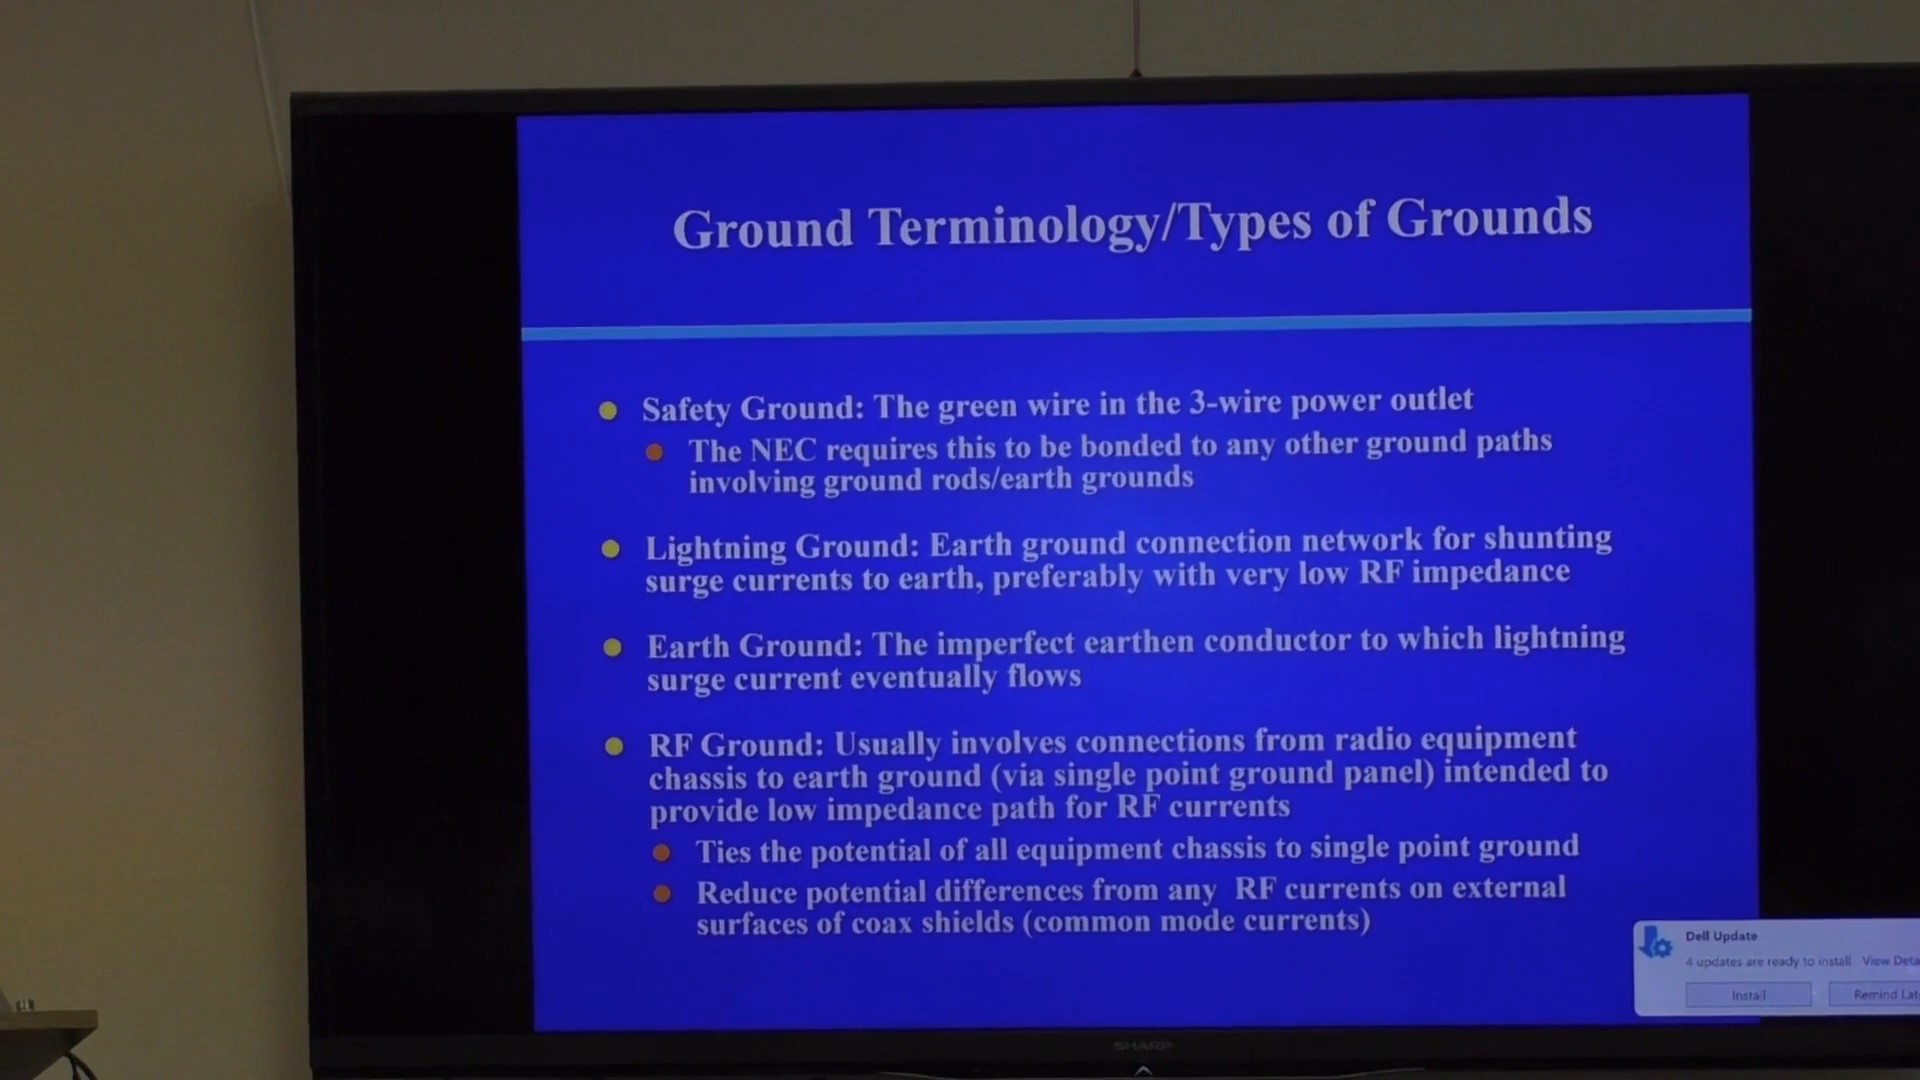 Ground Terminology/Types of Grounds
Safety Ground: The green wire in the 3-wire power outlet
The NEC requires this to be bonded to any other ground paths
involving ground rods/earth grounds
Lightning Ground: Earth ground connection network for shunting
surge currents to earth, preferably with very low RF impedance
Earth Ground: The imperfect earthen conductor to which lightning
surge current eventually flows
RF Ground: Usually involves connections from radio equipment
chassis to earth ground (via single point ground panel) intended to
provide low impedance path for RF currents
Ties the potential of all equipment chassis to single point ground
Reduce potential differences from any RF currents on external
surfaces of coax shields (common mode currents)
Dell Update
4 updates are ready to install View Deta
Install Remind Lat
SHARP